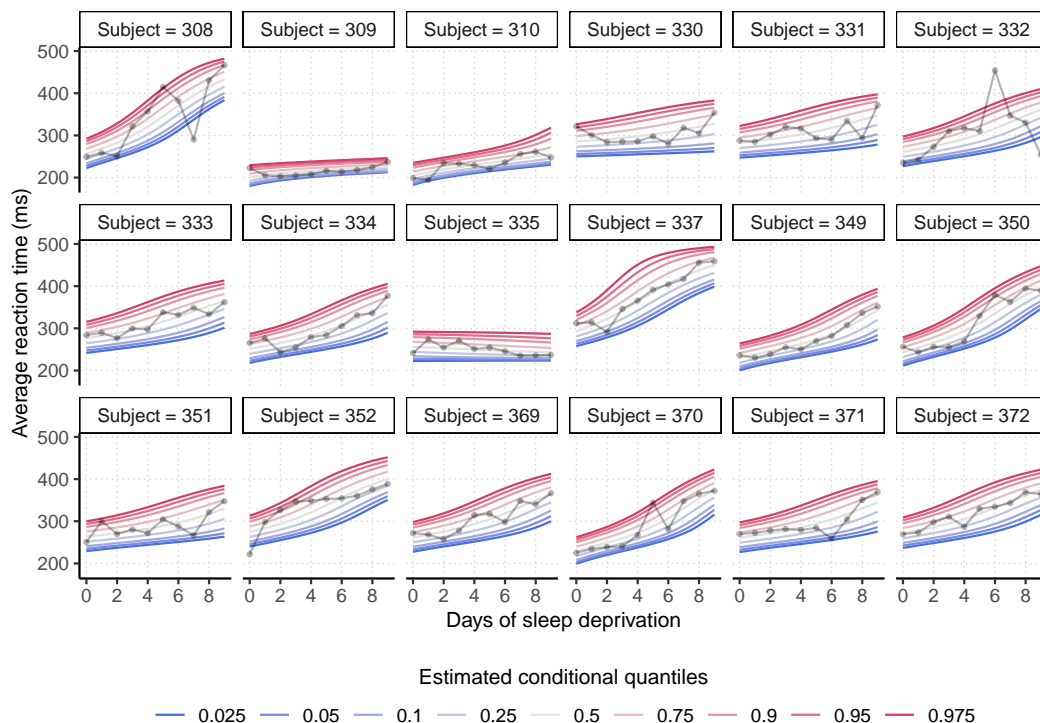 Subject = 308 Subject = 309 Subject = 310 Subject = 330 Subject = 331 Subject = 332
500
400
300
200
Subject = 333 Subject = 334 Subject = 335 Subject = 337 Subject = 349 Subject = 350
500
400
300
200
Subject = 351 Subject = 352 Subject = 369 Subject = 370 Subject = 371 Subject = 372
500
400
300
200
Average reaction time (ms)
0 2 4 6 8 0 2 4 6 8 0 2 4 6 8 0 2 4 6 8 0 2 4 6 8 0 2 4 6 8
Days of sleep deprivation
Estimated conditional quantiles
0.025 0.05 0.1 0.25 0.5 0.75 0.9 0.95 0.975